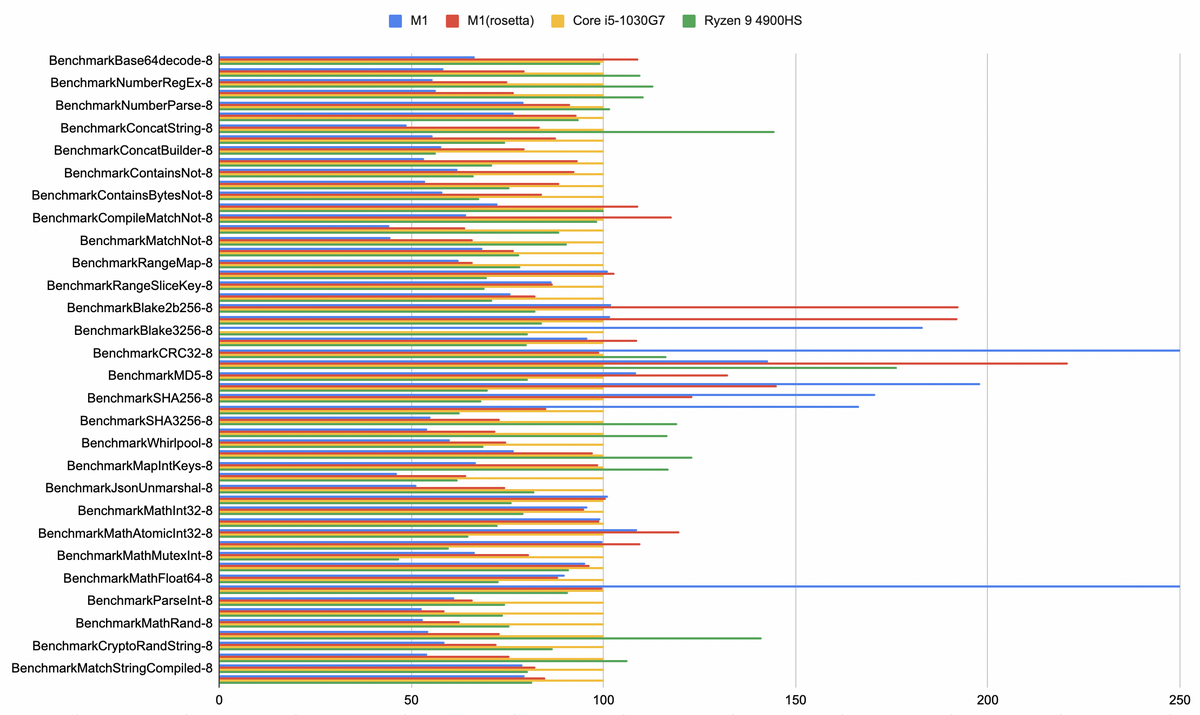 M1 M1(rosetta) Core i5-1030G7 Ryzen 9 4900HS
BenchmarkBase64decode-8
BenchmarkNumberRegEx-8
BenchmarkNumberParse-8
BenchmarkConcatString-8
BenchmarkConcatBuilder-8
BenchmarkContainsNot-8
BenchmarkContainsBytesNot-8
BenchmarkCompileMatchNot-8
BenchmarkMatchNot-8
BenchmarkRangeMap-8
BenchmarkRangeSliceKey-8
BenchmarkBlake2b256-8
BenchmarkBlake3256-8
BenchmarkCRC32-8
BenchmarkMD5-8
BenchmarkSHA256-8
BenchmarkSHA3256-8
BenchmarkWhirlpool-8
BenchmarkMapIntKeys-8
BenchmarkJsonUnmarshal-8
BenchmarkMathInt32-8
BenchmarkMathAtomicInt32-8
BenchmarkMathMutexInt-8
BenchmarkMathFloat64-8
BenchmarkParseInt-8
BenchmarkMathRand-8
BenchmarkCryptoRandString-8
BenchmarkMatchStringCompiled-8
0 50 100 150 200 250